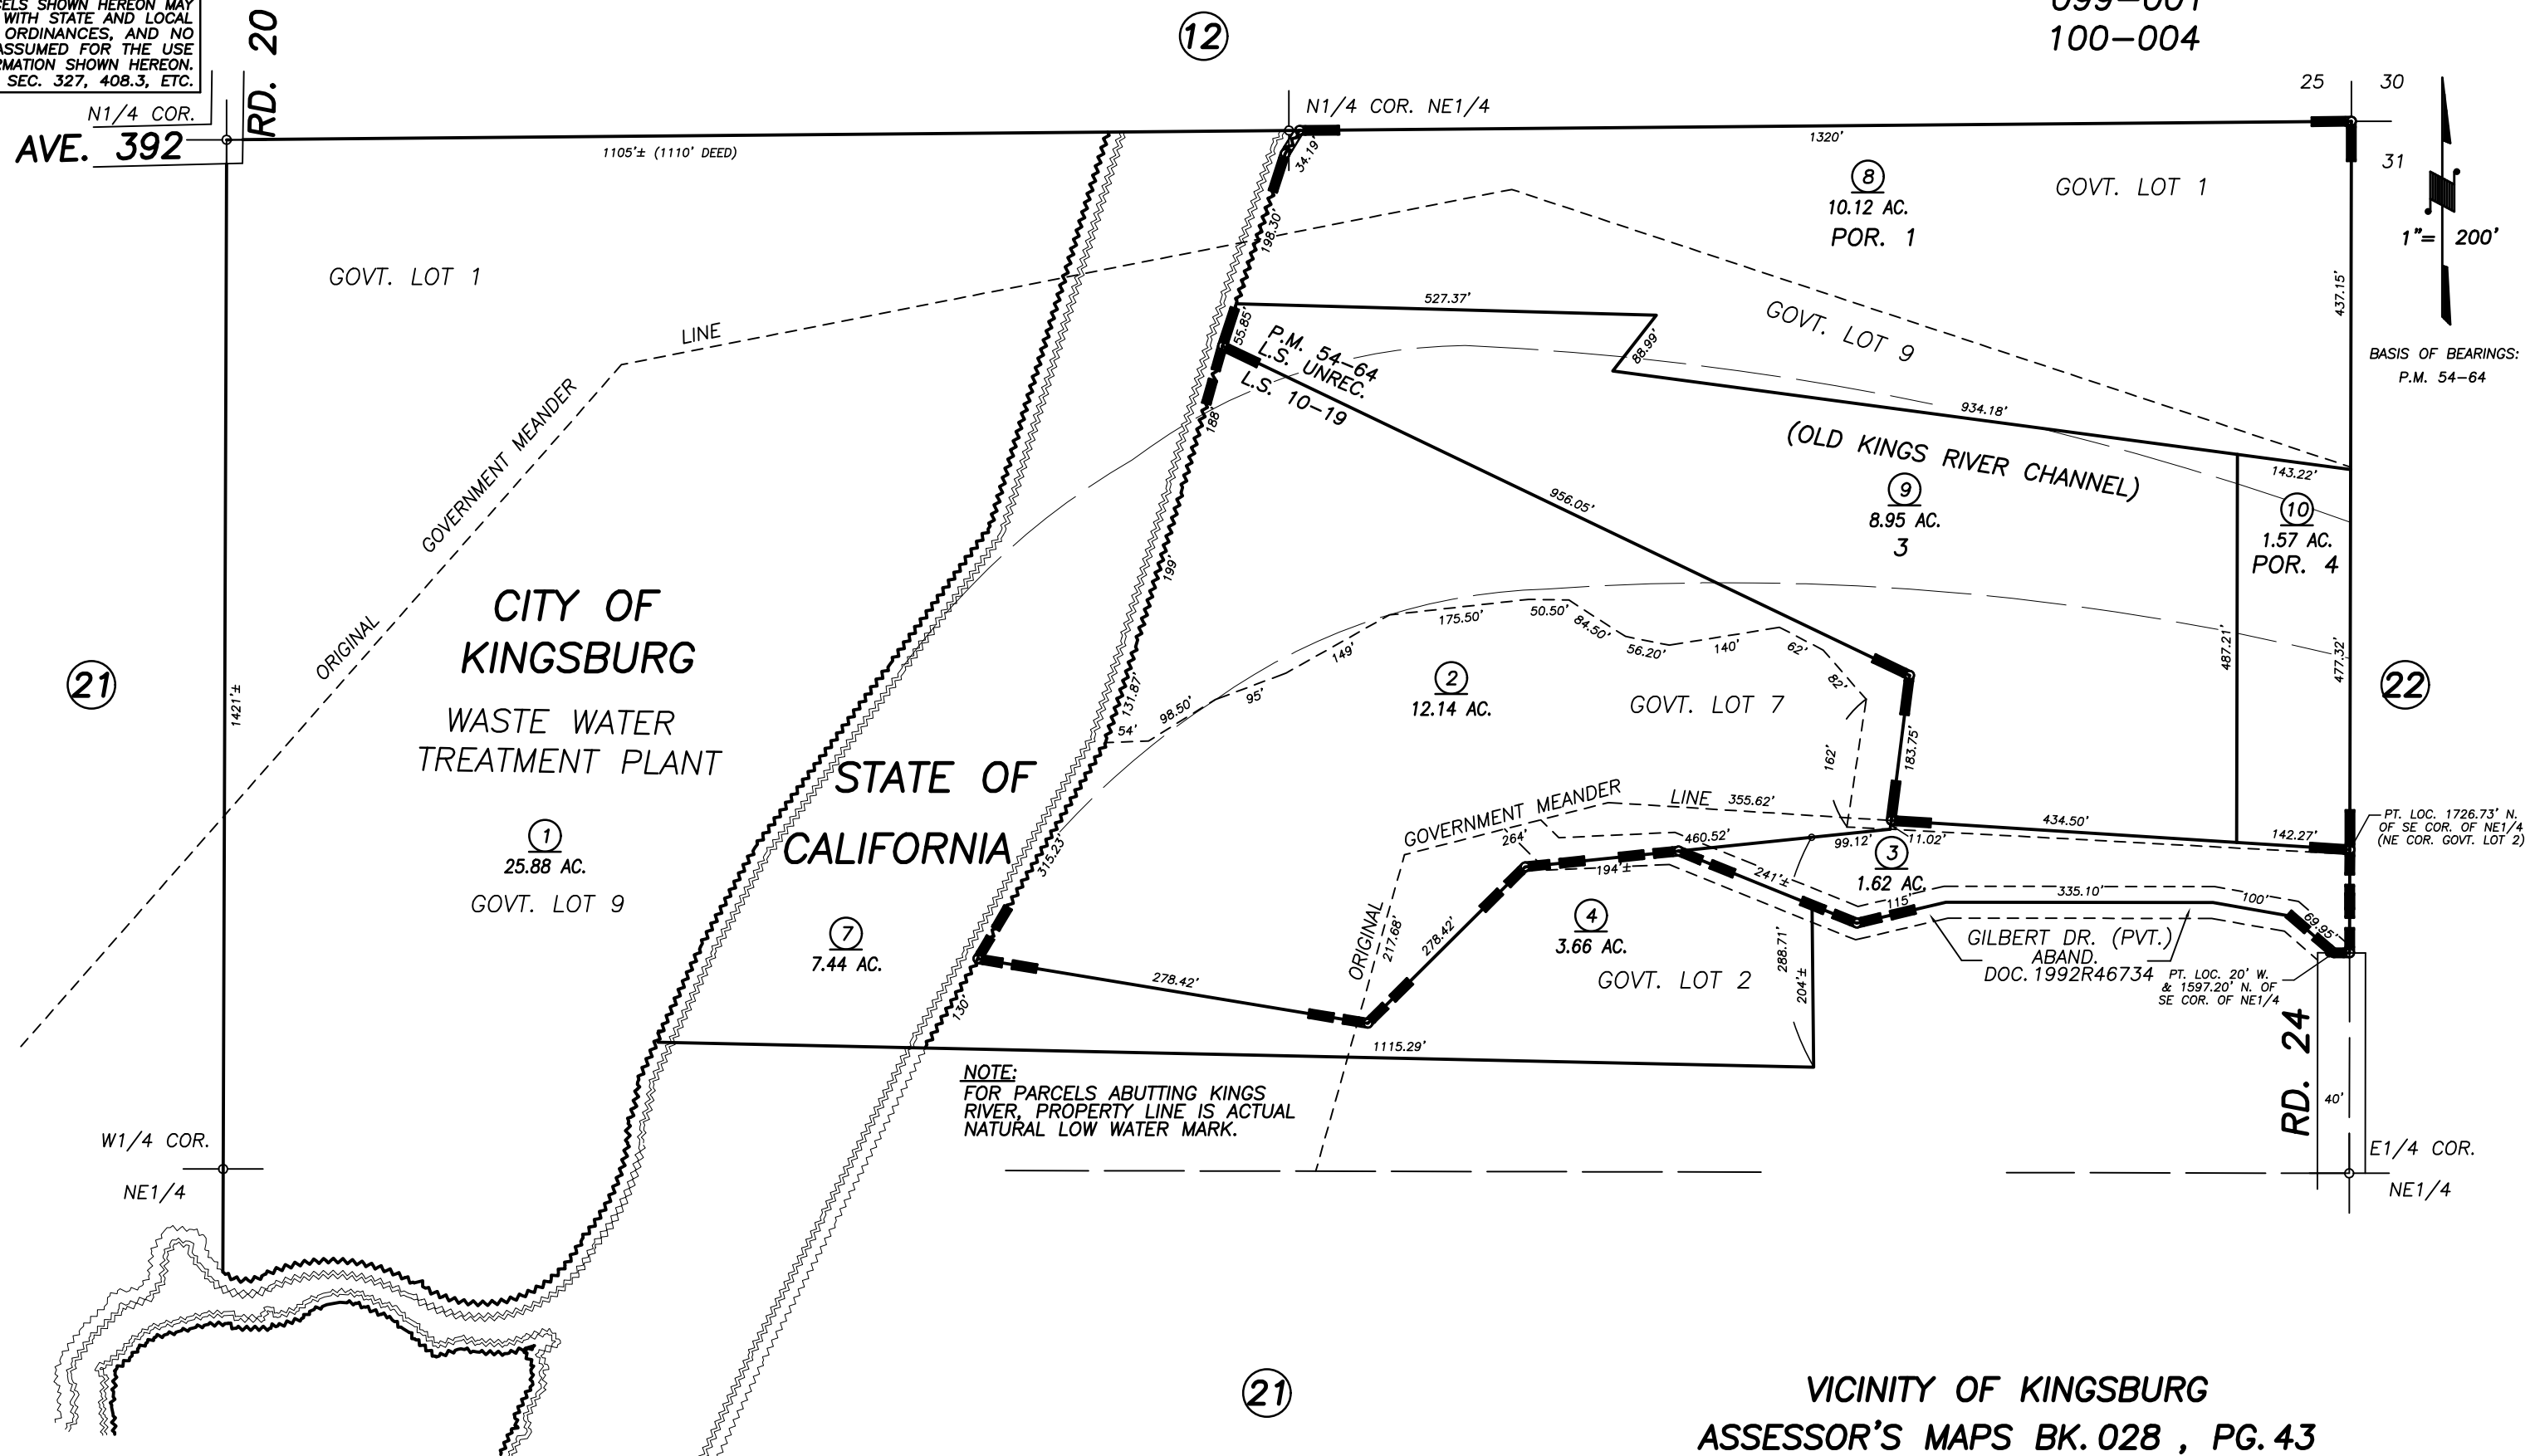 CELS SHOWN HEREON MAY
WITH STATE AND LOCAL
ORDINANCES, AND NO
ASSUMED FOR THE USE
RMATION SHOWN HEREON.
SEC. 327, 408.3, ETC.
RD. 20
12
099-001
100-004
N1/4 COR.
AVE. 392
N1/4 COR. NE1/4
25
30
31
1105'± (1110' DEED)
1320'
34.19'
198.30'
8
10.12 AC.
POR. 1
GOVT. LOT 1
1"= 200'
437.15'
GOVT. LOT 1
LINE
527.37'
55.85'
88.99'
GOVT. LOT 9
BASIS OF BEARINGS:
P.M. 54-64
P.M. 54-64
L.S. UNREC.
L.S. 10-19
188'
934.18'
(OLD KINGS RIVER CHANNEL)
GOVERNMENT MEANDER
956.05'
9
8.95 AC.
3
143.22'
10
1.57 AC.
POR. 4
199'
ORIGINAL
CITY OF
KINGSBURG
WASTE WATER
TREATMENT PLANT
21
1421'±
175.50'
50.50'
84.50'
56.20'
140'
62'
82'
149'
95'
98.50'
54'
131.87'
2
12.14 AC.
GOVT. LOT 7
487.21'
477.32'
22
162'
183.75'
STATE OF
CALIFORNIA
GOVERNMENT MEANDER
LINE
355.62'
434.50'
142.27'
PT. LOC. 1726.73' N.
OF SE COR. OF NE1/4
(NE COR. GOVT. LOT 2)
1
25.88 AC.
GOVT. LOT 9
315.23'
264'
460.52'
99.12'
11.02'
3
1.62 AC.
194'±
241'±
115'
335.10'
100'
69.95'
7
7.44 AC.
ORIGINAL
217.68'
278.42'
4
3.66 AC.
GOVT. LOT 2
288.71'
204'±
GILBERT DR. (PVT.)
ABAND.
DOC. 1992R46734
PT. LOC. 20' W.
& 1597.20' N. OF
SE COR. OF NE1/4
278.42'
130'
1115.29'
NOTE:
FOR PARCELS ABUTTING KINGS
RIVER, PROPERTY LINE IS ACTUAL
NATURAL LOW WATER MARK.
RD. 24
40'
W1/4 COR.
NE1/4
E1/4 COR.
NE1/4
21
VICINITY OF KINGSBURG
ASSESSOR'S MAPS BK. 028 , PG. 43